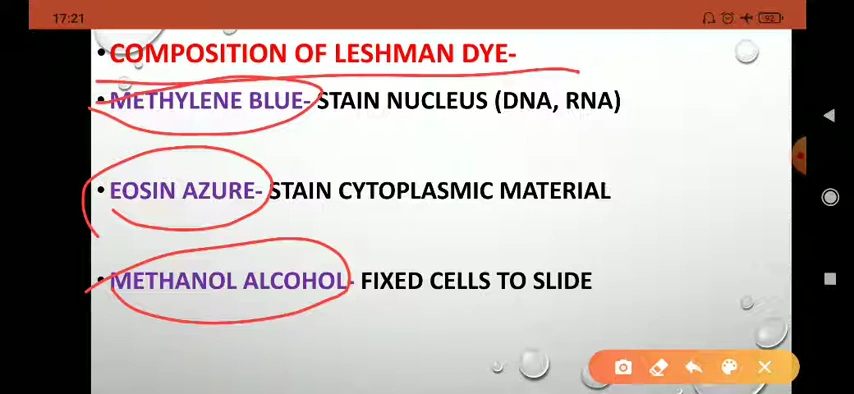 17:21
92
•COMPOSITION OF LESHMAN DYE-
•METHYLENE BLUE- STAIN NUCLEUS (DNA, RNA)
•EOSIN AZURE- STAIN CYTOPLASMIC MATERIAL
•METHANOL ALCOHOL- FIXED CELLS TO SLIDE